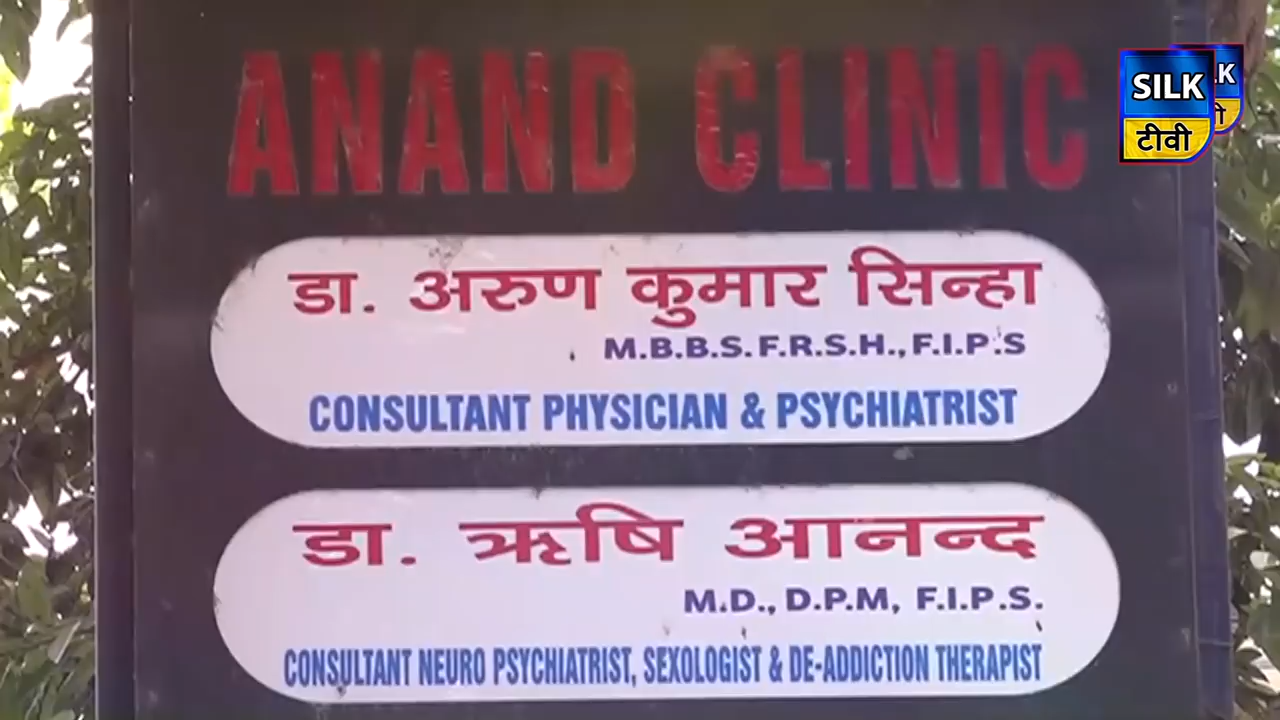 ANAND CLINIC
SILK
टीवी
डा. अरुण कुमार सिन्हा
M.B.B.S. F.R.S.H., F.I.P.S
CONSULTANT PHYSICIAN & PSYCHIATRIST
डा. ऋषि आनन्द
M.D., D.P.M, F.I.P.S.
CONSULTANT NEURO PSYCHIATRIST, SEXOLOGIST & DE-ADDICTION THERAPIST